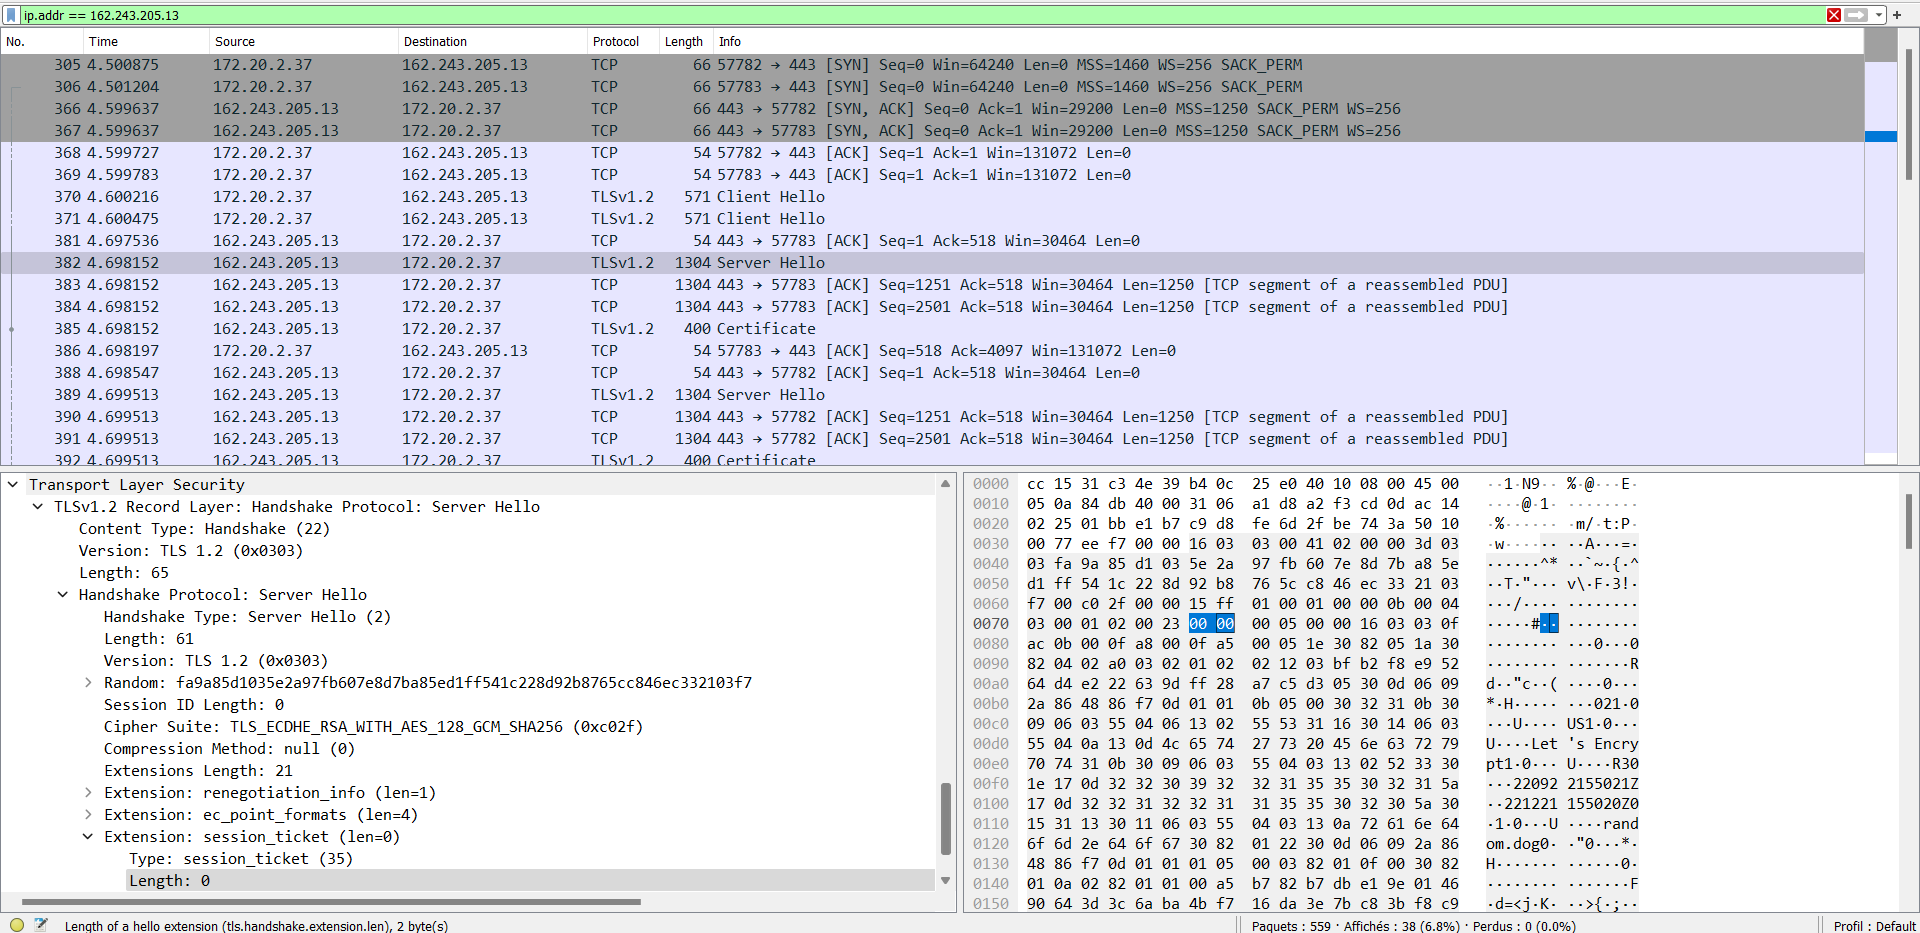 ip.addr == 162.243.205.13
No. Time Source Destination Protocol Length Info
305 4.500875 172.20.2.37 162.243.205.13 TCP 66 57782 → 443 [SYN] Seq=0 Win=64240 Len=0 MSS=1460 WS=256 SACK_PERM
306 4.501204 172.20.2.37 162.243.205.13 TCP 66 57783 → 443 [SYN] Seq=0 Win=64240 Len=0 MSS=1460 WS=256 SACK_PERM
366 4.599637 162.243.205.13 172.20.2.37 TCP 66 443 → 57782 [SYN, ACK] Seq=0 Ack=1 Win=29200 Len=0 MSS=1250 SACK_PERM WS=256
367 4.599637 162.243.205.13 172.20.2.37 TCP 66 443 → 57783 [SYN, ACK] Seq=0 Ack=1 Win=29200 Len=0 MSS=1250 SACK_PERM WS=256
368 4.599727 172.20.2.37 162.243.205.13 TCP 54 57782 → 443 [ACK] Seq=1 Ack=1 Win=131072 Len=0
369 4.599783 172.20.2.37 162.243.205.13 TCP 54 57783 → 443 [ACK] Seq=1 Ack=1 Win=131072 Len=0
370 4.600216 172.20.2.37 162.243.205.13 TLSv1.2 571 Client Hello
371 4.600475 172.20.2.37 162.243.205.13 TLSv1.2 571 Client Hello
381 4.697536 162.243.205.13 172.20.2.37 TCP 54 443 → 57783 [ACK] Seq=1 Ack=518 Win=30464 Len=0
382 4.698152 162.243.205.13 172.20.2.37 TLSv1.2 1304 Server Hello
383 4.698152 162.243.205.13 172.20.2.37 TCP 1304 443 → 57783 [ACK] Seq=1251 Ack=518 Win=30464 Len=1250 [TCP segment of a reassembled PDU]
384 4.698152 162.243.205.13 172.20.2.37 TCP 1304 443 → 57783 [ACK] Seq=2501 Ack=518 Win=30464 Len=1250 [TCP segment of a reassembled PDU]
385 4.698152 162.243.205.13 172.20.2.37 TLSv1.2 400 Certificate
386 4.698197 172.20.2.37 162.243.205.13 TCP 54 57783 → 443 [ACK] Seq=518 Ack=4097 Win=131072 Len=0
388 4.698547 162.243.205.13 172.20.2.37 TCP 54 443 → 57782 [ACK] Seq=1 Ack=518 Win=30464 Len=0
389 4.699513 162.243.205.13 172.20.2.37 TLSv1.2 1304 Server Hello
390 4.699513 162.243.205.13 172.20.2.37 TCP 1304 443 → 57782 [ACK] Seq=1251 Ack=518 Win=30464 Len=1250 [TCP segment of a reassembled PDU]
391 4.699513 162.243.205.13 172.20.2.37 TCP 1304 443 → 57782 [ACK] Seq=2501 Ack=518 Win=30464 Len=1250 [TCP segment of a reassembled PDU]
392 4.699513 162.243.205.13 172.20.2.37 TLSv1.2 400 Certificate
Transport Layer Security
TLSv1.2 Record Layer: Handshake Protocol: Server Hello
Content Type: Handshake (22)
Version: TLS 1.2 (0x0303)
Length: 65
Handshake Protocol: Server Hello
Handshake Type: Server Hello (2)
Length: 61
Version: TLS 1.2 (0x0303)
Random: fa9a85d1035e2a97fb607e8d7ba85ed1ff541c228d92b8765cc846ec332103f7
Session ID Length: 0
Cipher Suite: TLS_ECDHE_RSA_WITH_AES_128_GCM_SHA256 (0xc02f)
Compression Method: null (0)
Extensions Length: 21
Extension: renegotiation_info (len=1)
Extension: ec_point_formats (len=4)
Extension: session_ticket (len=0)
Type: session_ticket (35)
Length: 0
0000 cc 15 31 c3 4e 39 b4 0c 25 e0 40 10 08 00 45 00 ··1·N9·· %·@···E·
0010 05 0a 84 db 40 00 31 06 a1 d8 a2 f3 cd 0d ac 14 ····@·1· ········
0020 02 25 01 bb e1 b7 c9 d8 fe 6d 2f be 74 3a 50 10 ·%······ ·m/·t:P·
0030 00 77 ee f7 00 00 16 03 03 00 41 02 00 00 3d 03 ·w······ ··A···=·
0040 03 fa 9a 85 d1 03 5e 2a 97 fb 60 7e 8d 7b a8 5e ······^* ··`~·{·^
0050 d1 ff 54 1c 22 8d 92 b8 76 5c c8 46 ec 33 21 03 ··T·"··· v\·F·3!·
0060 f7 00 c0 2f 00 00 15 ff 01 00 01 00 00 0b 00 04 ···/···· ········
0070 03 00 01 02 00 23 00 00 00 05 00 00 16 03 03 0f ·····#·· ········
0080 ac 0b 00 0f a8 00 0f a5 00 05 1e 30 82 05 1a 30 ········ ···0···0
0090 82 04 02 a0 03 02 01 02 02 12 03 bf b2 f8 e9 52 ········ ·······R
00a0 64 d4 e2 22 63 9d ff 28 a7 c5 d3 05 30 0d 06 09 d··"c··( ····0···
00b0 2a 86 48 86 f7 0d 01 01 0b 05 00 30 32 31 0b 30 *·H····· ···021·0
00c0 09 06 03 55 04 06 13 02 55 53 31 16 30 14 06 03 ···U···· US1·0···
00d0 55 04 0a 13 0d 4c 65 74 27 73 20 45 6e 63 72 79 U····Let 's Encry
00e0 70 74 31 0b 30 09 06 03 55 04 03 13 02 52 33 30 pt1·0··· U····R30
00f0 1e 17 0d 32 32 30 39 32 32 31 35 35 30 32 31 5a ···22092 2155021Z
0100 17 0d 32 32 31 32 32 31 31 35 35 30 32 30 5a 30 ··221221 155020Z0
0110 15 31 13 30 11 06 03 55 04 03 13 0a 72 61 6e 64 ·1·0···U ····rand
0120 6f 6d 2e 64 6f 67 30 82 01 22 30 0d 06 09 2a 86 om.dog0· ·"0···*·
0130 48 86 f7 0d 01 01 01 05 00 03 82 01 0f 00 30 82 H······· ······0·
0140 01 0a 02 82 01 01 00 a5 b7 82 b7 db e1 9e 01 46 ········ ·······F
0150 90 64 3d 3c 6a ba 4b f7 16 da 3e 7b c8 3b f8 c9 ·d=<j·K· ··>{·;··
Length of a hello extension (tls.handshake.extension.len), 2 byte(s)
Paquets : 559 · Affichés : 38 (6.8%) · Perdus : 0 (0.0%)
Profil : Default